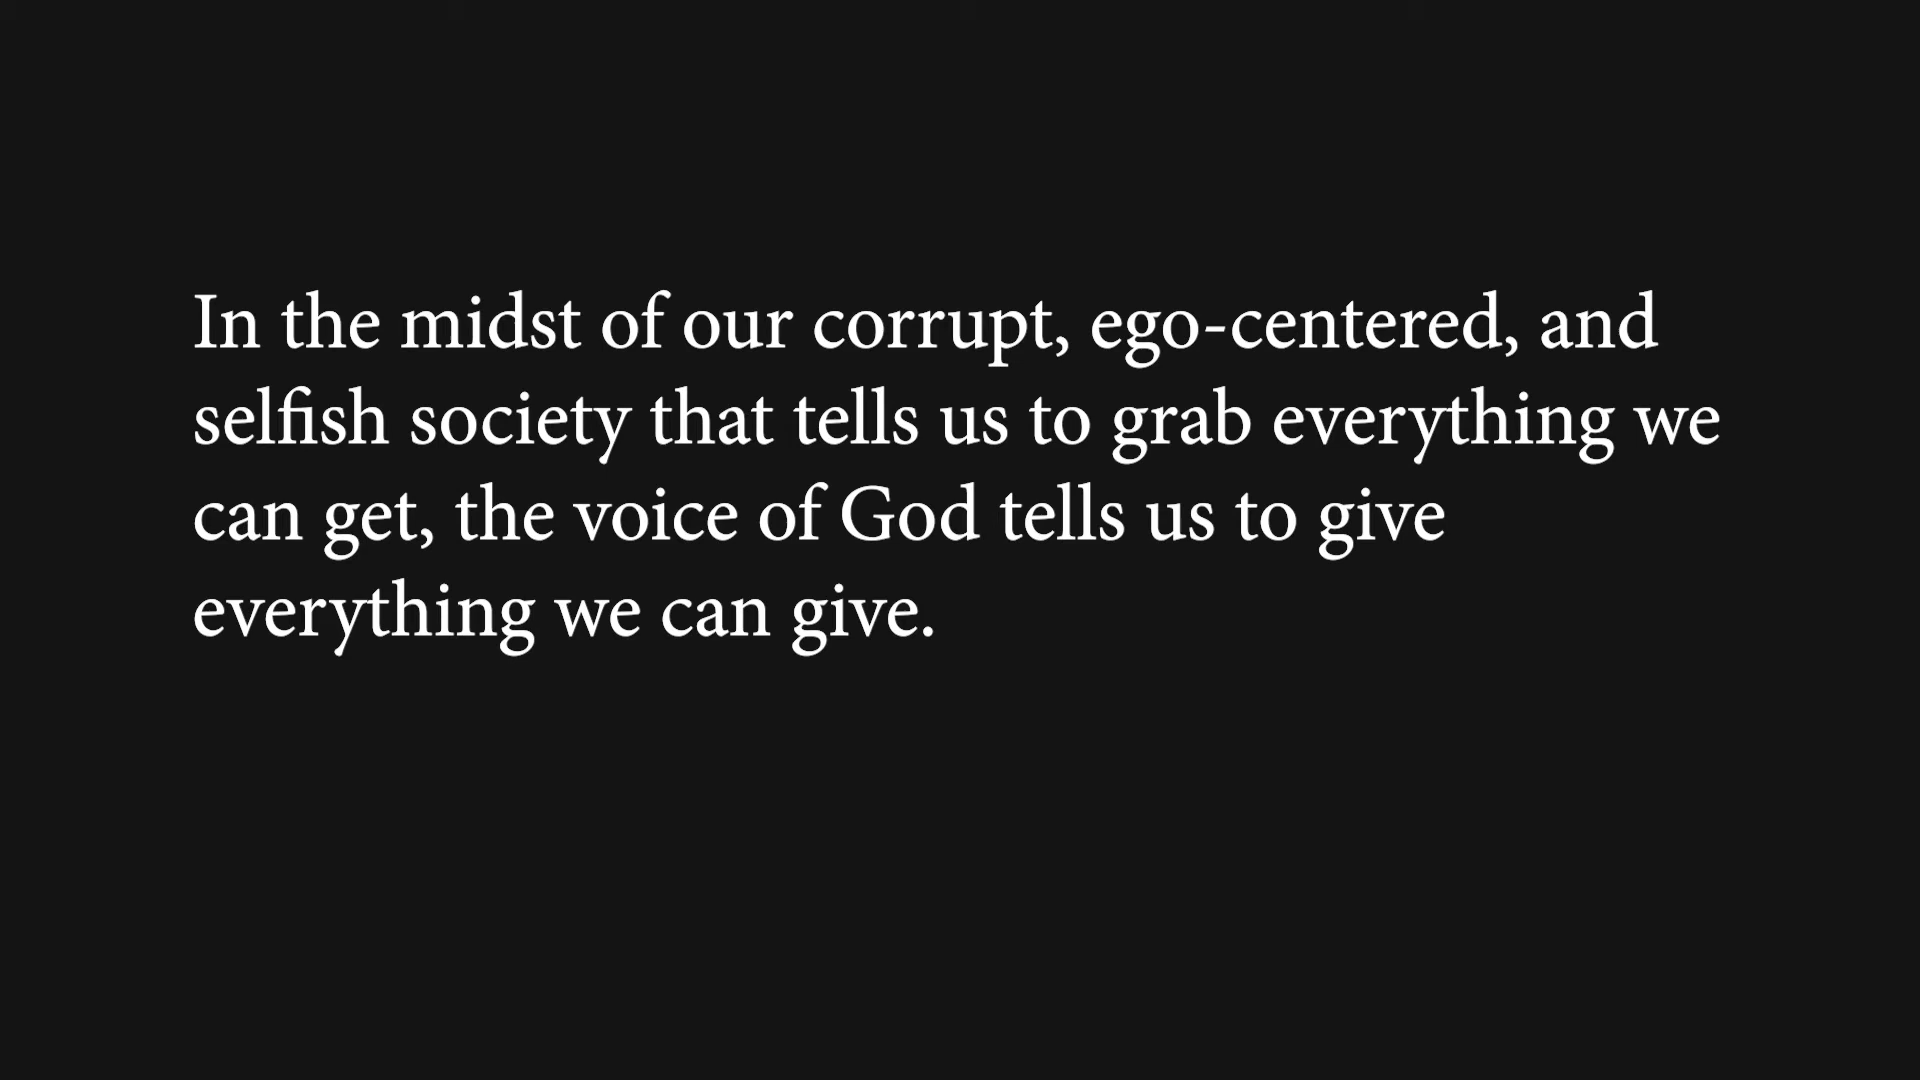 In the midst of our corrupt, ego-centered, and
selfish society that tells us to grab everything we
can get, the voice of God tells us to give
everything we can give.